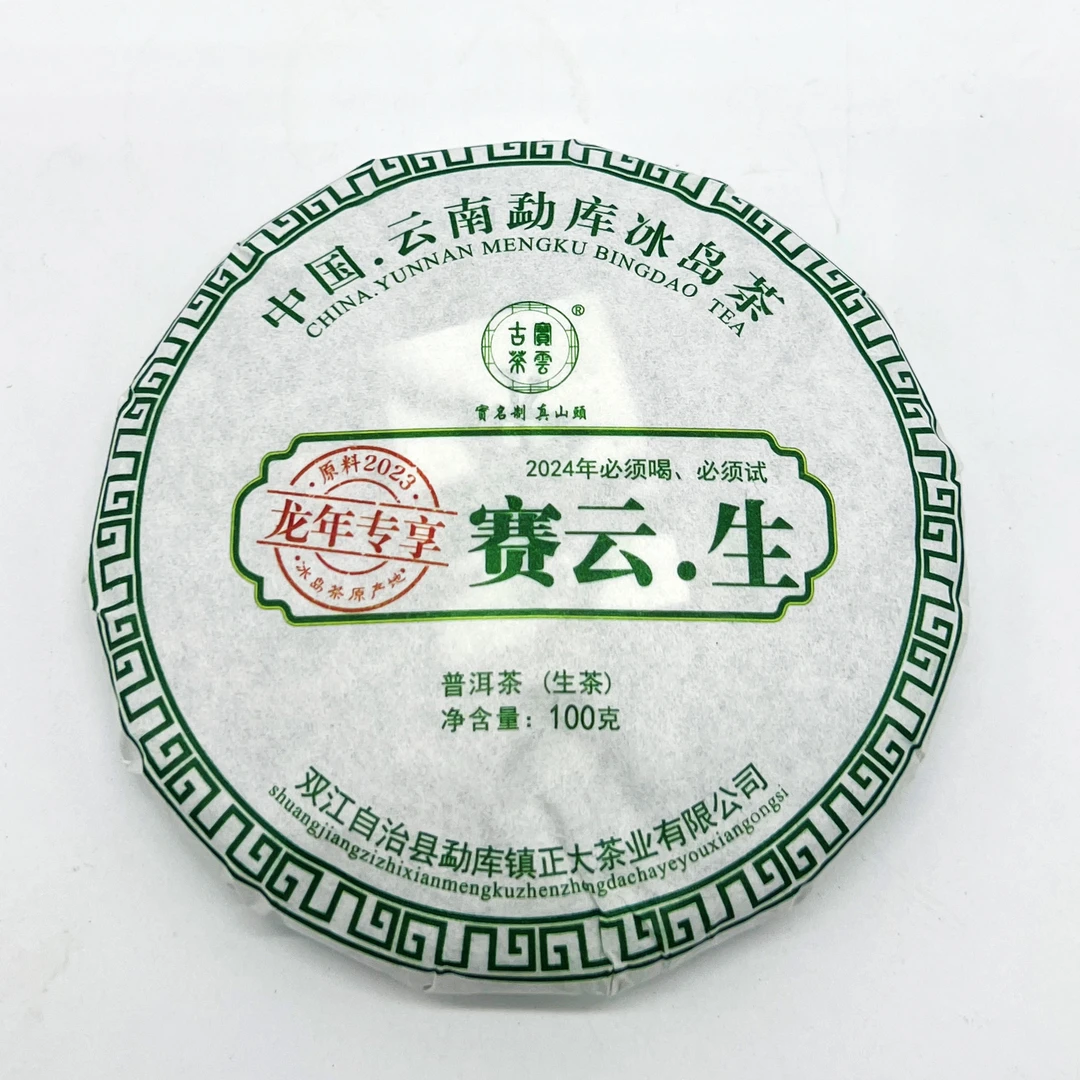 中国.云南勐库冰岛茶
CHINA.YUNNAN MENGKU BINGDAO TEA
®
古寶
茶雲
實名制 真山頭
2024年必须喝、必须试
原料2023
龙年专享
冰岛茶原产地
赛云.生
普洱茶（生茶）
净含量：100克
双江自治县勐库镇正大茶业有限公司
shuangjiangzizhixianmengkuzhenzhengdachayeyouxiangongsi